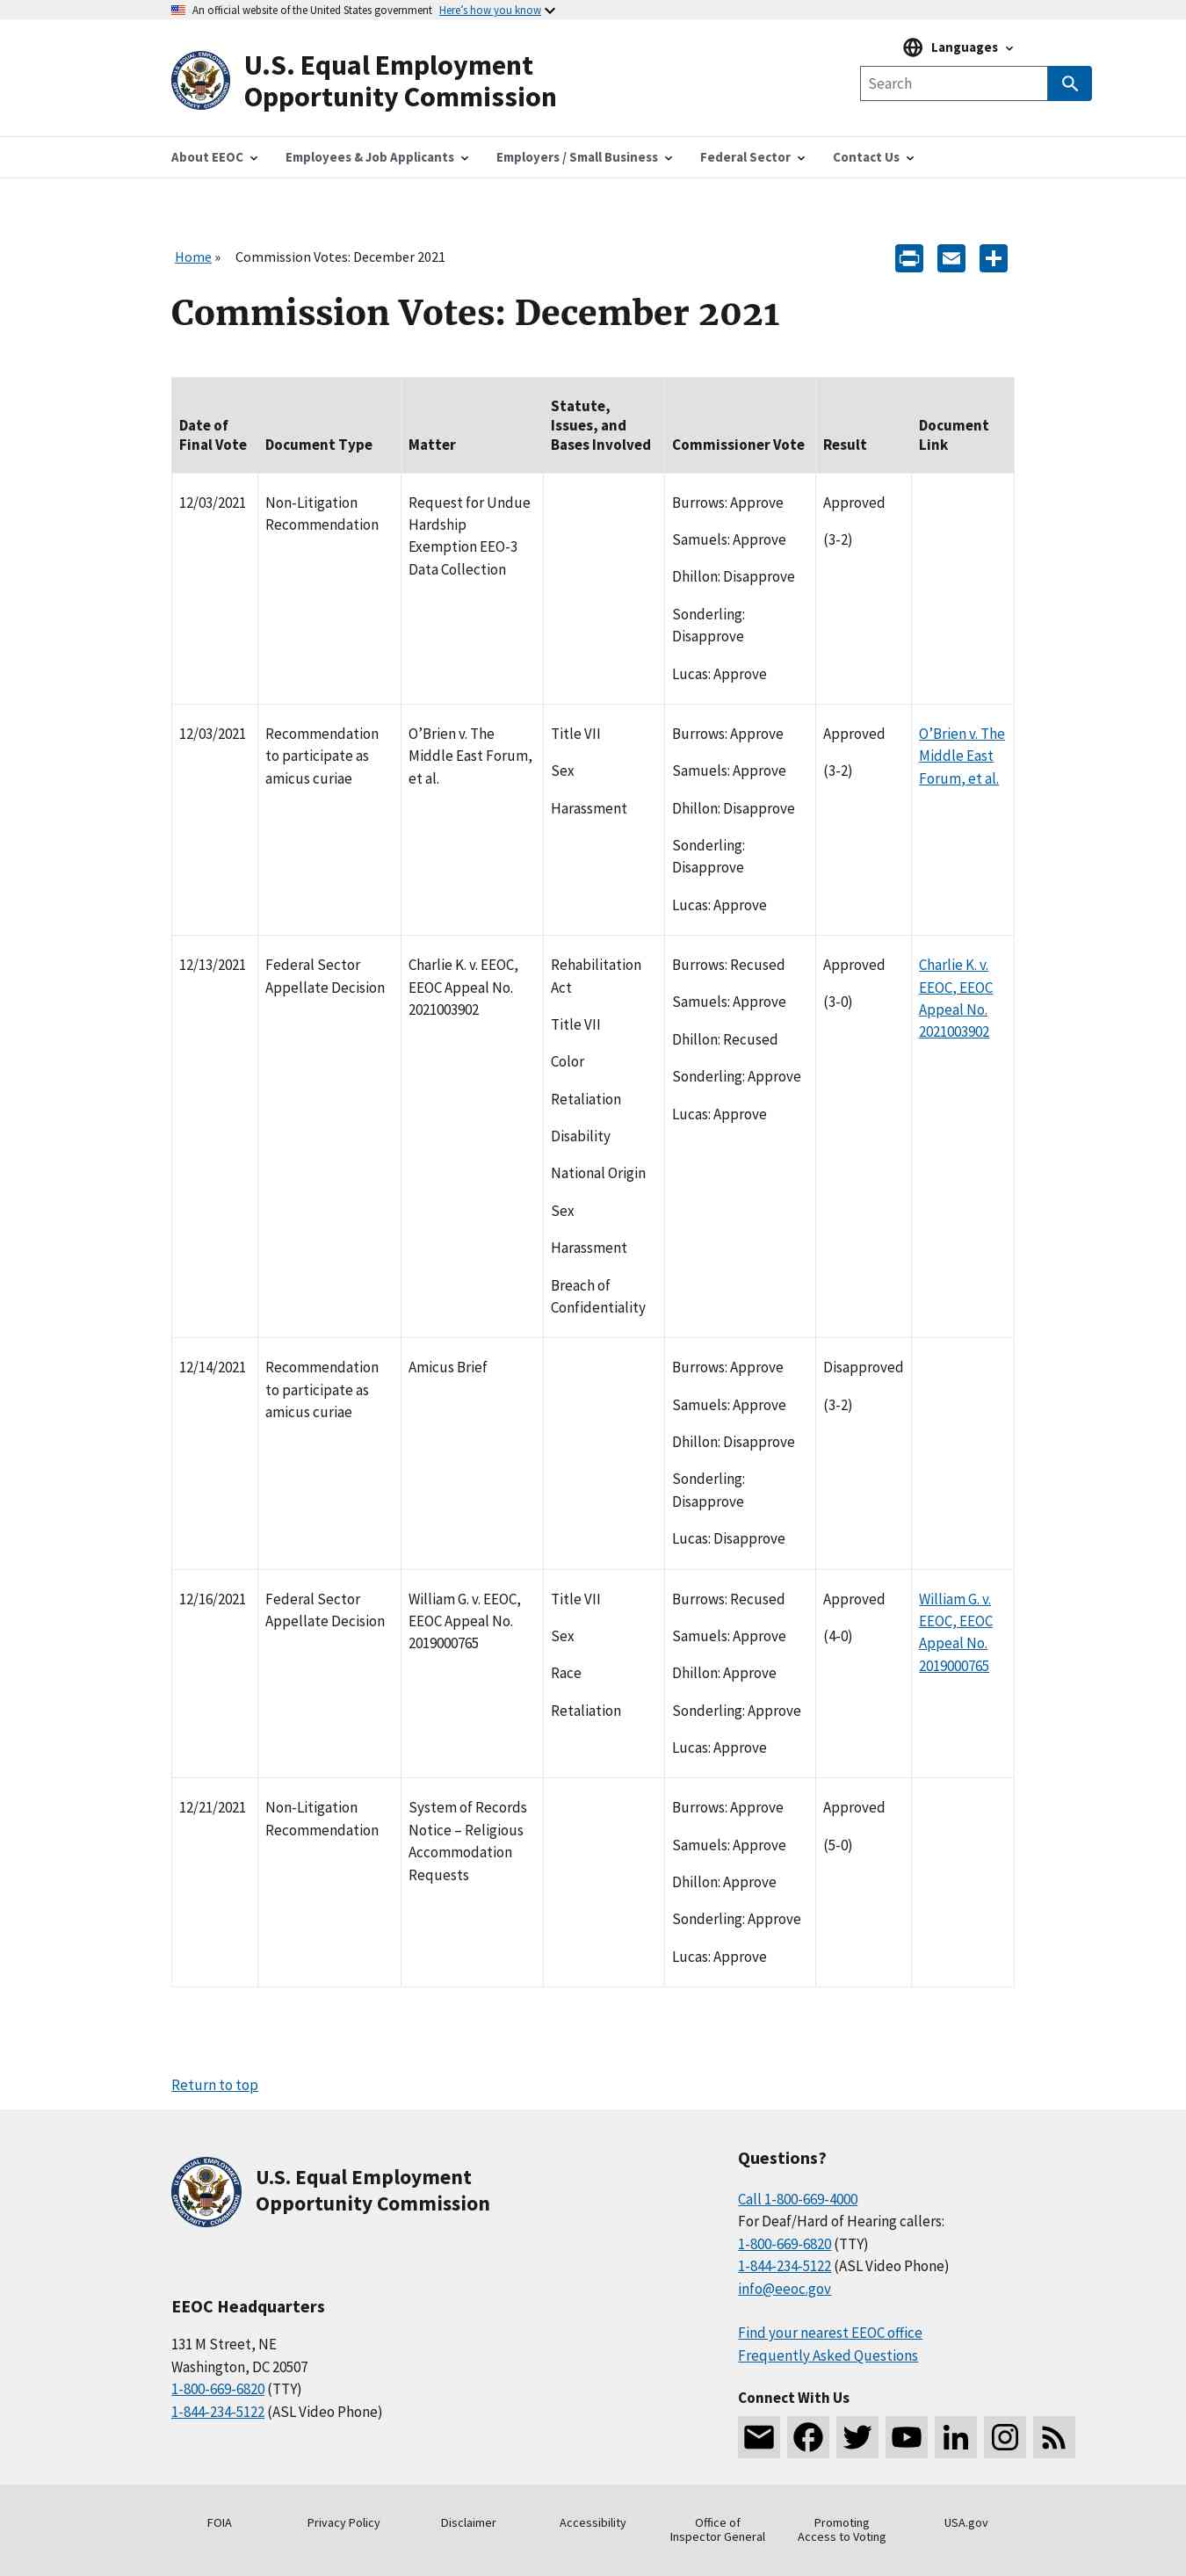 An official website of the United States government Here's how you know
U.S. Equal Employment
Opportunity Commission
Languages
Search
About EEOC
Employees & Job Applicants
Employers / Small Business
Federal Sector
Contact Us
Home » Commission Votes: December 2021
Commission Votes: December 2021
Date of
Final Vote
Document Type
Matter
Statute,
Issues, and
Bases Involved
Commissioner Vote
Result
Document
Link
12/03/2021
Non-Litigation
Recommendation
Request for Undue
Hardship
Exemption EEO-3
Data Collection
Burrows: Approve
Samuels: Approve
Dhillon: Disapprove
Sonderling:
Disapprove
Lucas: Approve
Approved
(3-2)
12/03/2021
Recommendation
to participate as
amicus curiae
O’Brien v. The
Middle East Forum,
et al.
Title VII
Sex
Harassment
Burrows: Approve
Samuels: Approve
Dhillon: Disapprove
Sonderling:
Disapprove
Lucas: Approve
Approved
(3-2)
O’Brien v. The
Middle East
Forum, et al.
12/13/2021
Federal Sector
Appellate Decision
Charlie K. v. EEOC,
EEOC Appeal No.
2021003902
Rehabilitation
Act
Title VII
Color
Retaliation
Disability
National Origin
Sex
Harassment
Breach of
Confidentiality
Burrows: Recused
Samuels: Approve
Dhillon: Recused
Sonderling: Approve
Lucas: Approve
Approved
(3-0)
Charlie K. v.
EEOC, EEOC
Appeal No.
2021003902
12/14/2021
Recommendation
to participate as
amicus curiae
Amicus Brief
Burrows: Approve
Samuels: Approve
Dhillon: Disapprove
Sonderling:
Disapprove
Lucas: Disapprove
Disapproved
(3-2)
12/16/2021
Federal Sector
Appellate Decision
William G. v. EEOC,
EEOC Appeal No.
2019000765
Title VII
Sex
Race
Retaliation
Burrows: Recused
Samuels: Approve
Dhillon: Approve
Sonderling: Approve
Lucas: Approve
Approved
(4-0)
William G. v.
EEOC, EEOC
Appeal No.
2019000765
12/21/2021
Non-Litigation
Recommendation
System of Records
Notice – Religious
Accommodation
Requests
Burrows: Approve
Samuels: Approve
Dhillon: Approve
Sonderling: Approve
Lucas: Approve
Approved
(5-0)
Return to top
U.S. Equal Employment
Opportunity Commission
EEOC Headquarters
131 M Street, NE
Washington, DC 20507
1-800-669-6820 (TTY)
1-844-234-5122 (ASL Video Phone)
Questions?
Call 1-800-669-4000
For Deaf/Hard of Hearing callers:
1-800-669-6820 (TTY)
1-844-234-5122 (ASL Video Phone)
info@eeoc.gov
Find your nearest EEOC office
Frequently Asked Questions
Connect With Us
FOIA
Privacy Policy
Disclaimer
Accessibility
Office of
Inspector General
Promoting
Access to Voting
USA.gov